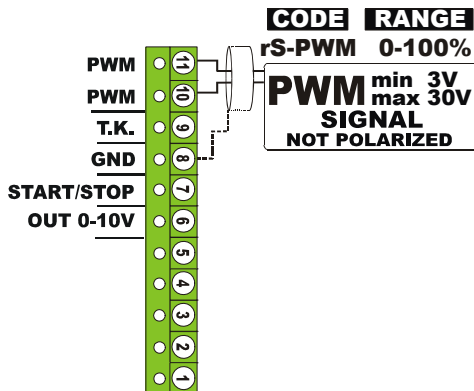 CODE RANGE
rS-PWM 0-100%
PWM min 3V
max 30V
SIGNAL
NOT POLARIZED
PWM 11
PWM 10
T.K. 9
GND 8
START/STOP 7
OUT 0-10V 6
5
4
3
2
1